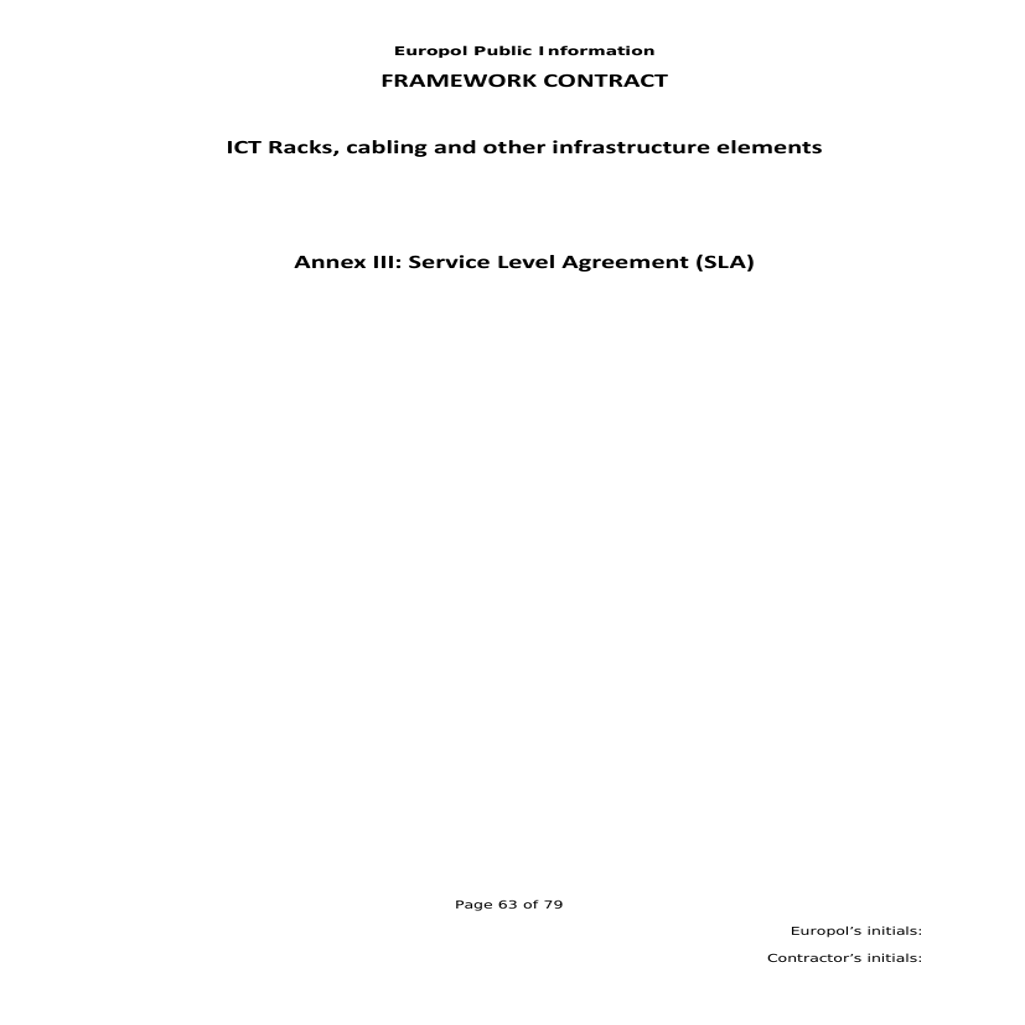 Europol Public Information
FRAMEWORK CONTRACT
ICT Racks, cabling and other infrastructure elements
Annex III: Service Level Agreement (SLA)
Page 63 of 79
Europol’s initials:
Contractor’s initials: